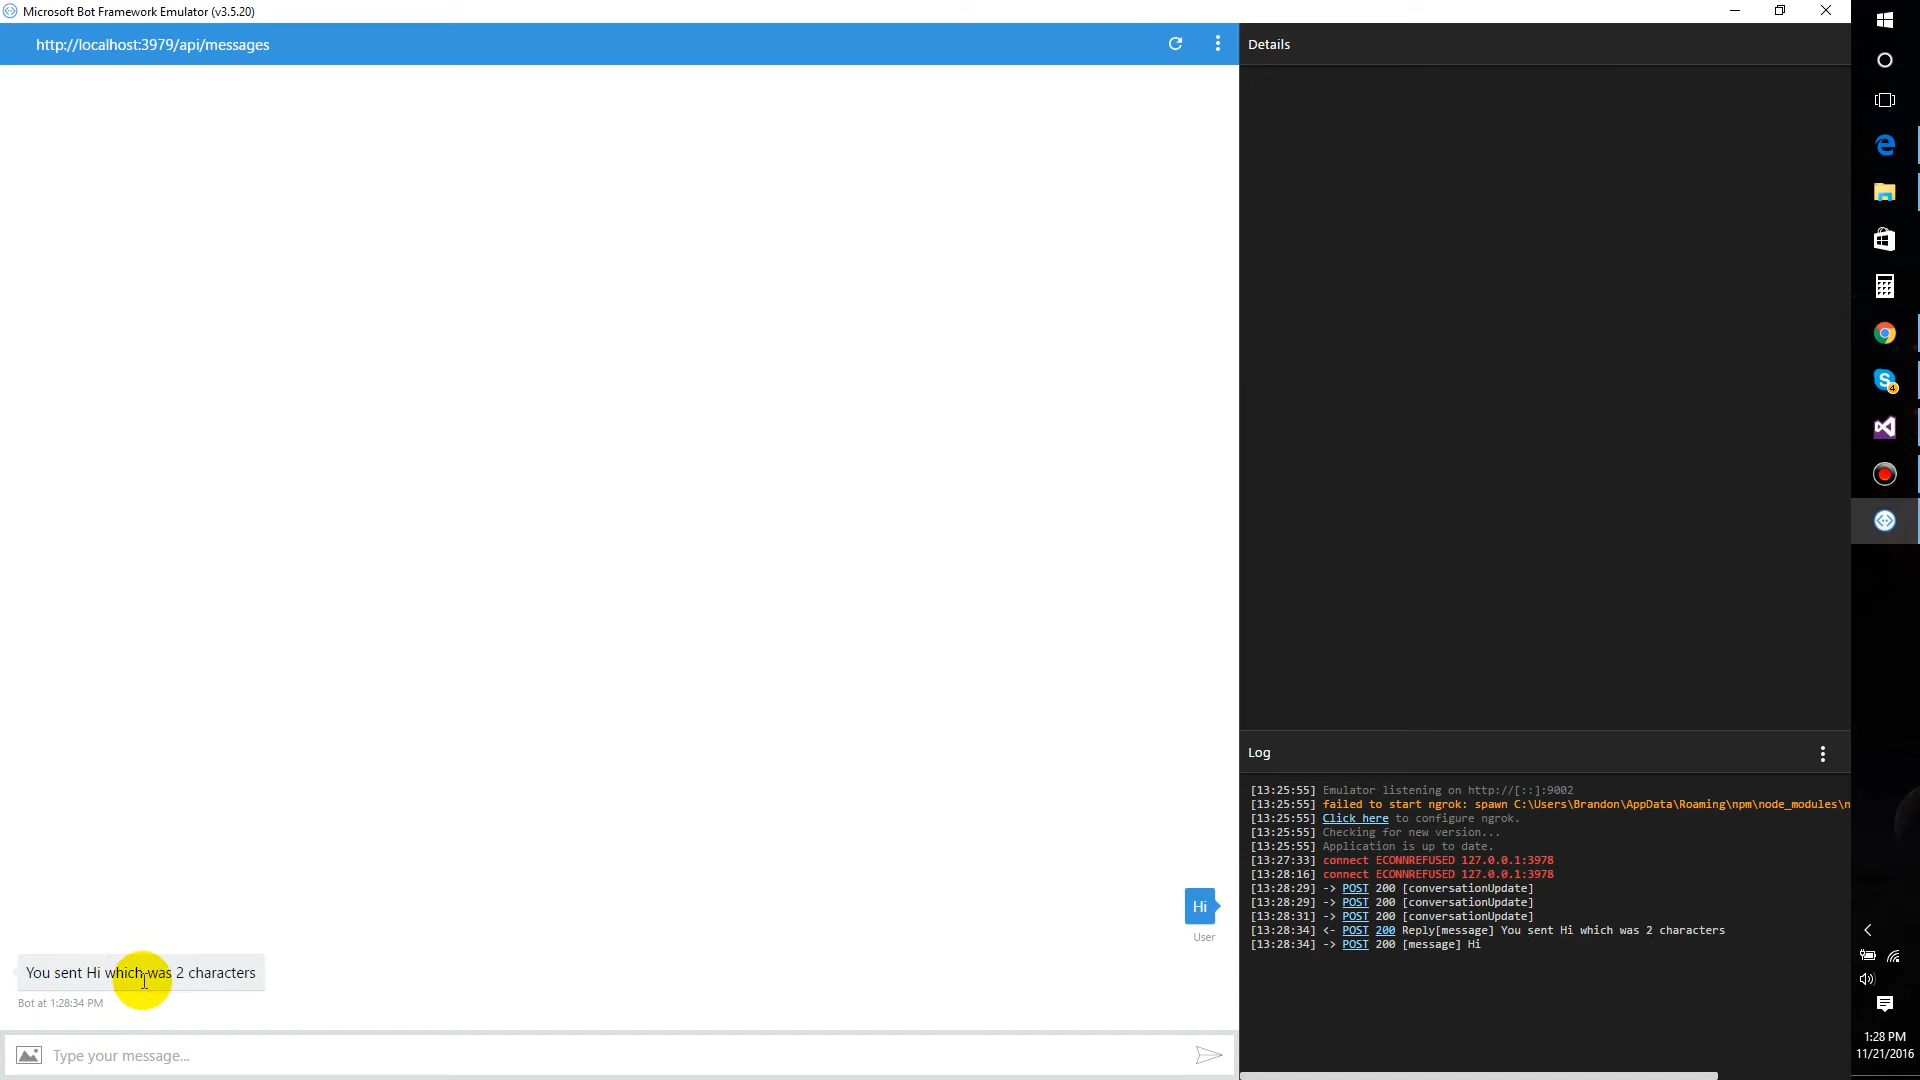 Microsoft Bot Framework Emulator (v3.5.20)
http://localhost:3979/api/messages
Details
Hi
User
You sent Hi which was 2 characters
Bot at 1:28:34 PM
Type your message...
Log
[13:25:55] Emulator listening on http://[::]:9002
[13:25:55] failed to start ngrok: spawn C:\Users\Brandon\AppData\Roaming\npm\node_modules\n
[13:25:55] Click here to configure ngrok.
[13:25:55] Checking for new version...
[13:25:55] Application is up to date.
[13:27:33] connect ECONNREFUSED 127.0.0.1:3978
[13:28:16] connect ECONNREFUSED 127.0.0.1:3978
[13:28:29] -> POST 200 [conversationUpdate]
[13:28:29] -> POST 200 [conversationUpdate]
[13:28:31] -> POST 200 [conversationUpdate]
[13:28:34] <- POST 200 Reply[message] You sent Hi which was 2 characters
[13:28:34] -> POST 200 [message] Hi
4
1:28 PM
11/21/2016